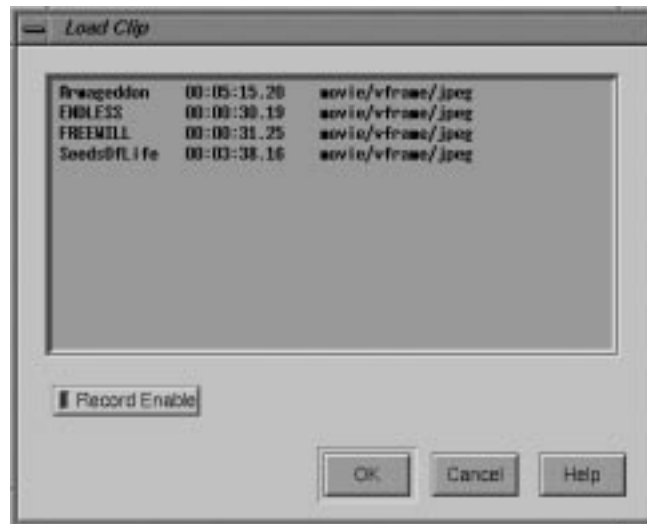 Load Clip
Armageddon 00:05:15.20 movie/vframe/jpeg
ENDLESS 00:00:30.19 movie/vframe/jpeg
FREEWILL 00:00:31.25 movie/vframe/jpeg
SeedsOfLife 00:03:38.16 movie/vframe/jpeg
Record Enable
OK Cancel Help